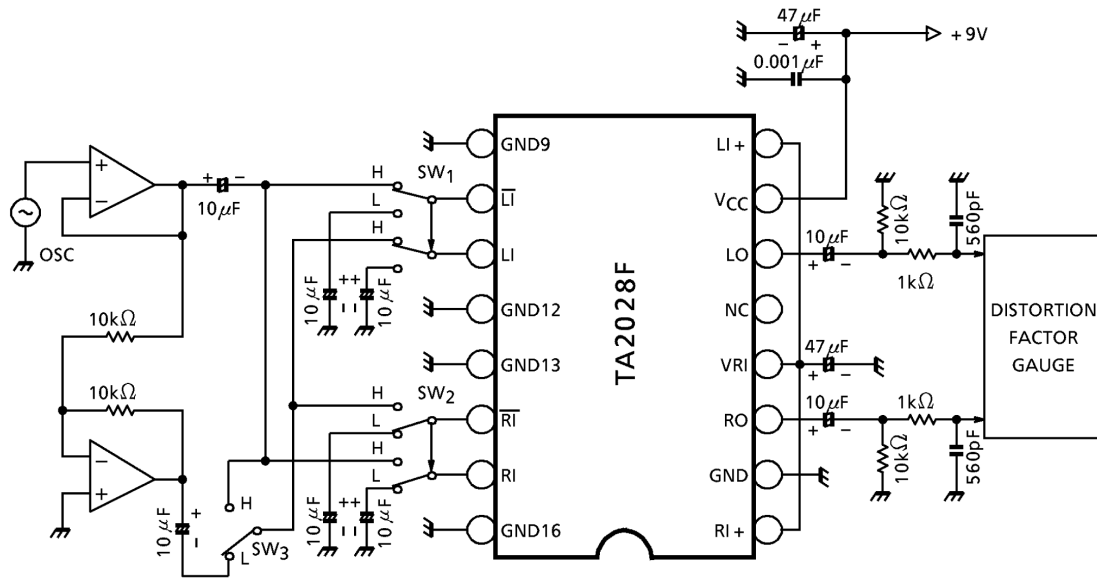 47μF
− +
+9V
0.001μF
GND9
LI +
H
SW1
+ −
10μF
L
L̅I̅
VCC
10kΩ
560pF
+
−
OSC
H
LI
LO
10μF
+ −
1kΩ
10μF
++
−−
10μF
GND12
NC
DISTORTION
FACTOR
GAUGE
10kΩ
TA2028F
GND13
VRI
47μF
+ −
10kΩ
H
SW2
L
R̅I̅
RO
10μF
+ −
1kΩ
−
+
H
L
RI
GND
10kΩ
560pF
H
10μF
+
−
L
SW3
10μF
++
−−
10μF
GND16
RI +